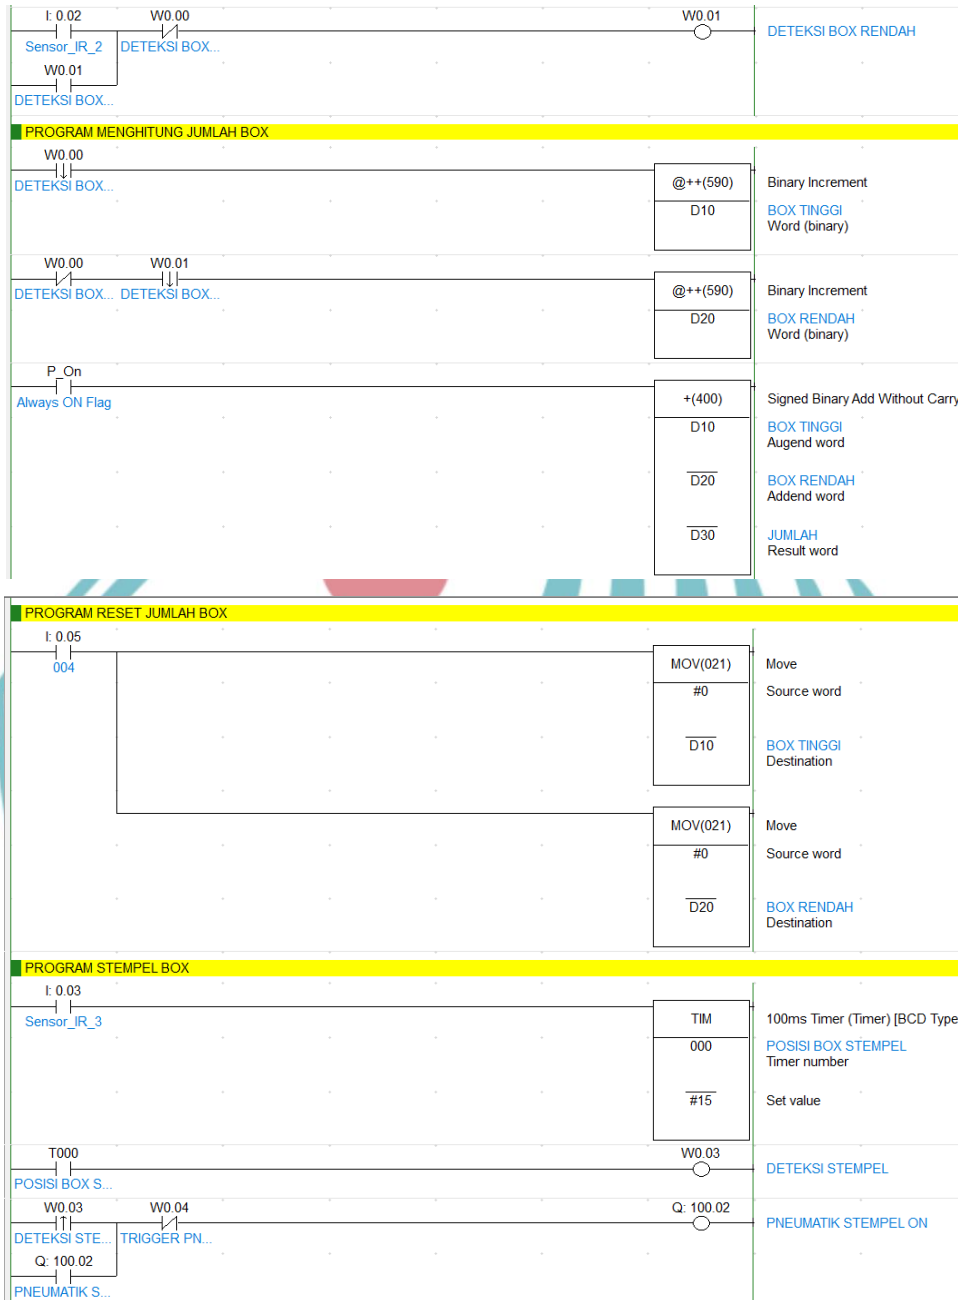 I: 0.02 W0.00 W0.01
DETEKSI BOX RENDAH
Sensor_IR_2 DETEKSI BOX...
W0.01
DETEKSI BOX...
PROGRAM MENGHITUNG JUMLAH BOX
W0.00
@++(590) Binary Increment
DETEKSI BOX...
D10 BOX TINGGI
Word (binary)
W0.00 W0.01
@++(590) Binary Increment
DETEKSI BOX... DETEKSI BOX...
D20 BOX RENDAH
Word (binary)
P_On
Always ON Flag
+(400) Signed Binary Add Without Carry
D10 BOX TINGGI
Augend word
D20 BOX RENDAH
Addend word
D30 JUMLAH
Result word
PROGRAM RESET JUMLAH BOX
I: 0.05
004
MOV(021) Move
#0 Source word
D10 BOX TINGGI
Destination
MOV(021) Move
#0 Source word
D20 BOX RENDAH
Destination
PROGRAM STEMPEL BOX
I: 0.03
Sensor_IR_3
TIM 100ms Timer (Timer) [BCD Type
000 POSISI BOX STEMPEL
Timer number
#15 Set value
T000 W0.03
DETEKSI STEMPEL
POSISI BOX S...
W0.03 W0.04 Q: 100.02
PNEUMATIK STEMPEL ON
DETEKSI STE... TRIGGER PN...
Q: 100.02
PNEUMATIK S...